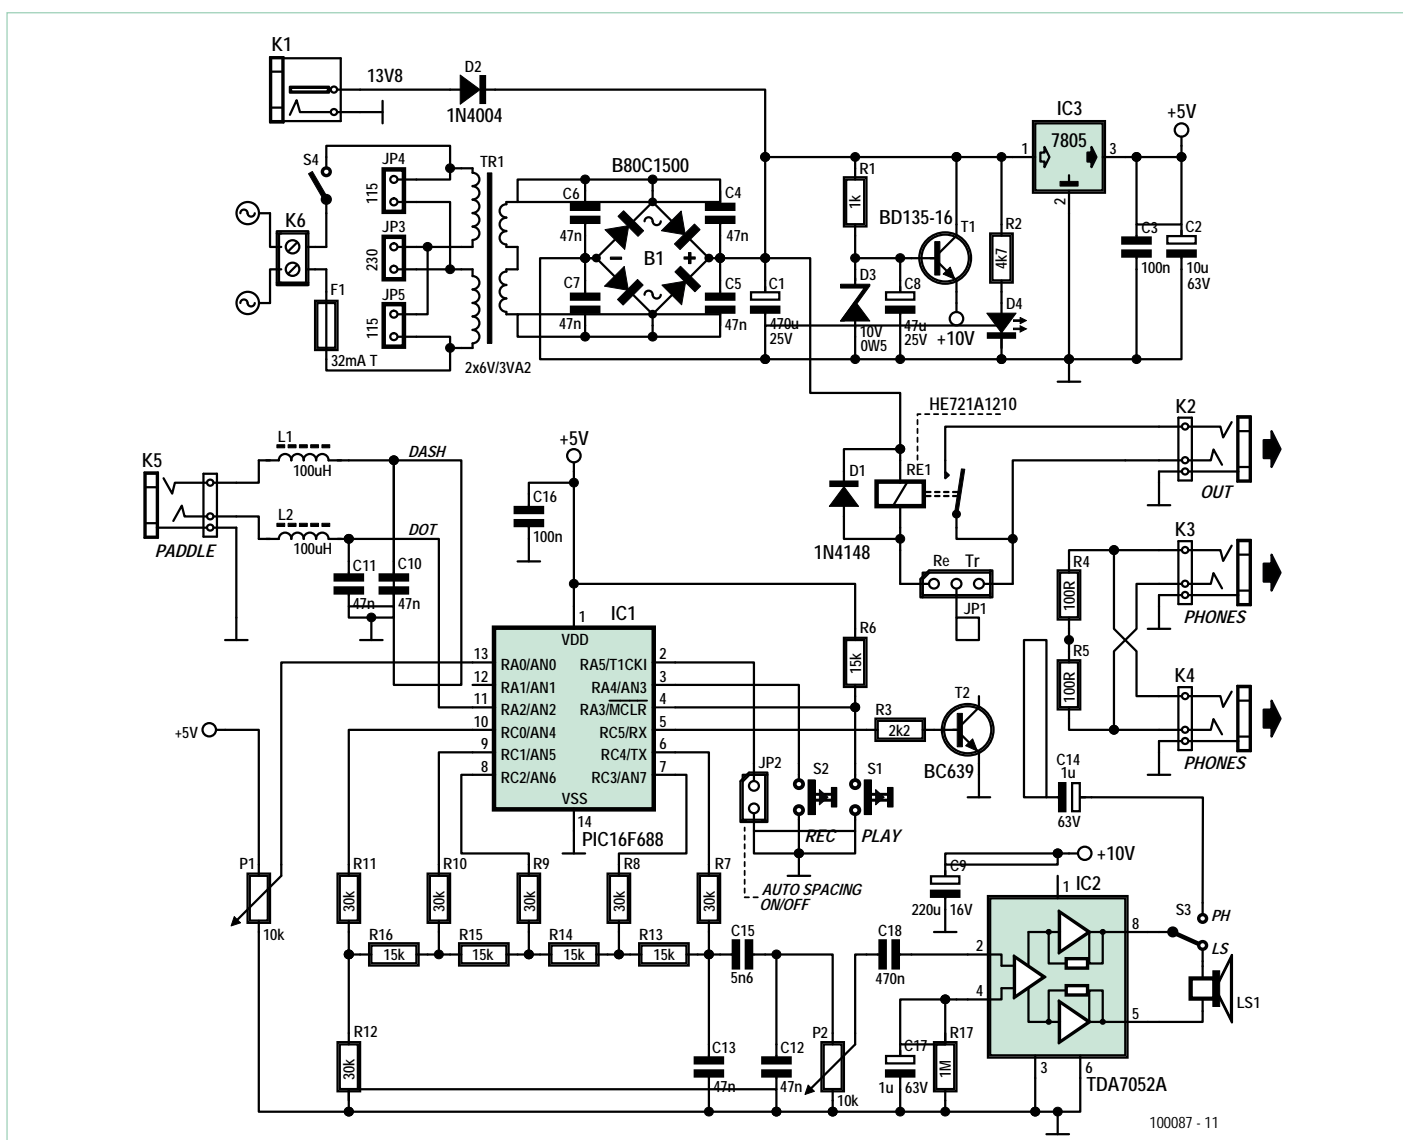 K1
13V8
D2
1N4004
S4
JP4
115
TR1
B80C1500
K6
JP3
230
F1
JP5
115
32mA T
2x6V/3VA2
C6
47n
C4
47n
B1
C7
47n
C5
47n
C1
470u
25V
R1
1k
BD135-16
T1
R2
4k7
D3
10V
0W5
C8
47u
25V
+10V
D4
IC3
7805
1
2
3
+5V
C3
100n
C2
10u
63V
HE721A1210
D1
1N4148
RE1
Re
Tr
JP1
K2
OUT
K3
PHONES
R4
100R
R5
100R
K4
PHONES
K5
PADDLE
L1
100uH
DASH
L2
100uH
DOT
C11
47n
C10
47n
+5V
C16
100n
IC1
1
VDD
13
RA0/AN0
12
RA1/AN1
11
RA2/AN2
10
RC0/AN4
9
RC1/AN5
8
RC2/AN6
RA5/T1CKI
2
RA4/AN3
3
RA3/MCLR
4
RC5/RX
5
RC4/TX
6
RC3/AN7
7
VSS
14
PIC16F688
R6
15k
R3
2k2
T2
BC639
JP2
S2
REC
S1
PLAY
AUTO SPACING
ON/OFF
C14
1u
63V
+5V
P1
10k
R11
30k
R10
30k
R9
30k
R8
30k
R7
30k
R16
15k
R15
15k
R14
15k
R13
15k
C15
5n6
R12
30k
C13
47n
C12
47n
P2
10k
C18
470n
+10V
C9
220u
16V
IC2
1
2
4
8
5
3
6
TDA7052A
C17
1u
63V
R17
1M
S3
PH
LS
LS1
100087 - 11